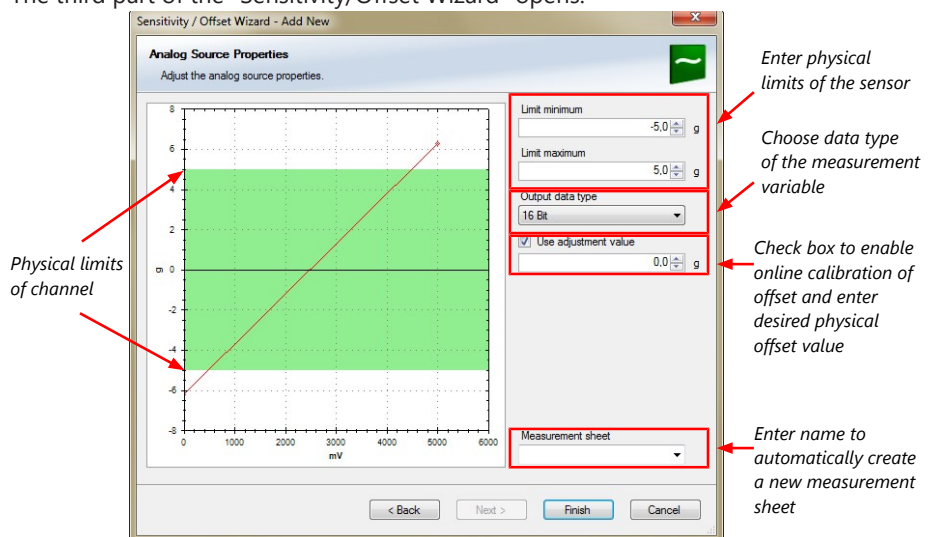 The third part of the "Sensitivity/Offset Wizard" opens.
Sensitivity / Offset Wizard - Add New
x
Analog Source Properties
Adjust the analog source properties.
Enter physical
limits of the sensor
Limit minimum
-5,0 g
Limit maximum
5,0 g
Choose data type
of the measurement
variable
Output data type
16 Bit
Use adjustment value
0,0 g
Check box to enable
online calibration of
offset and enter
desired physical
offset value
Physical limits
of channel
8
6
4
2
g 0
-2
-4
-6
-8
0 1000 2000 3000 4000 5000 6000
mV
Measurement sheet
Enter name to
automatically create
a new measurement
sheet
< Back Next > Finish Cancel